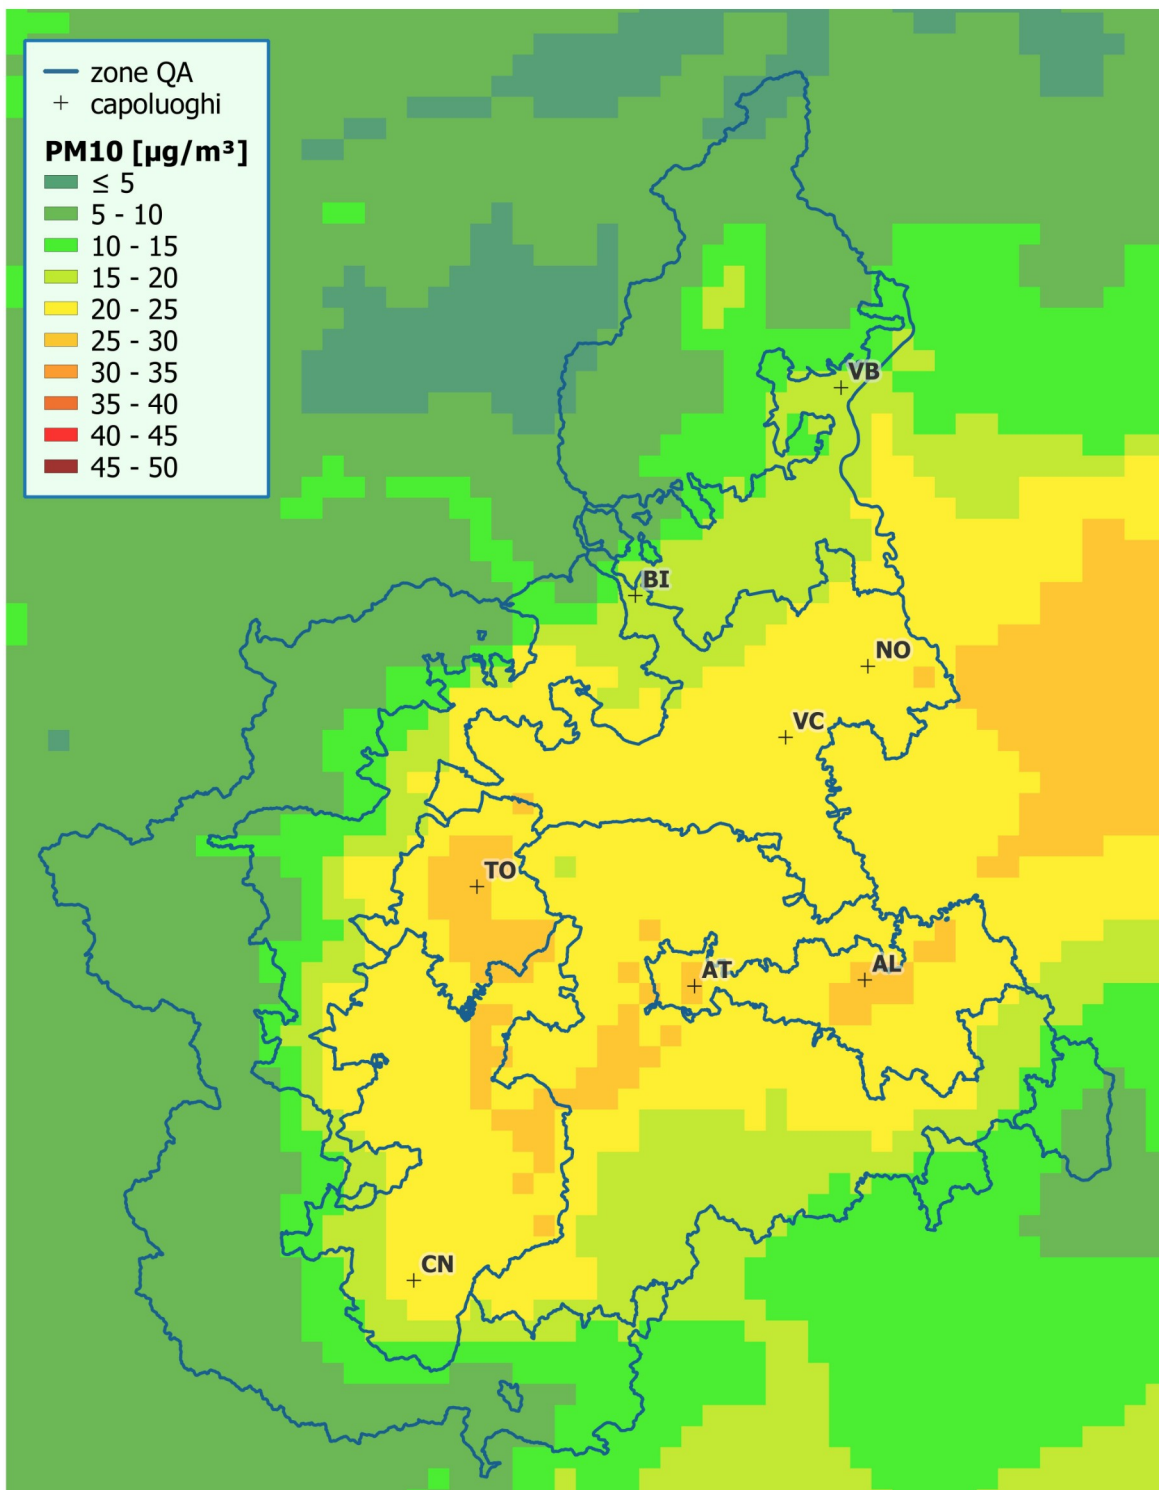 zone QA
capoluoghi
PM10 [µg/m³]
≤ 5
5 - 10
10 - 15
15 - 20
20 - 25
25 - 30
30 - 35
35 - 40
40 - 45
45 - 50
VB
BI
NO
VC
TO
AT
AL
CN